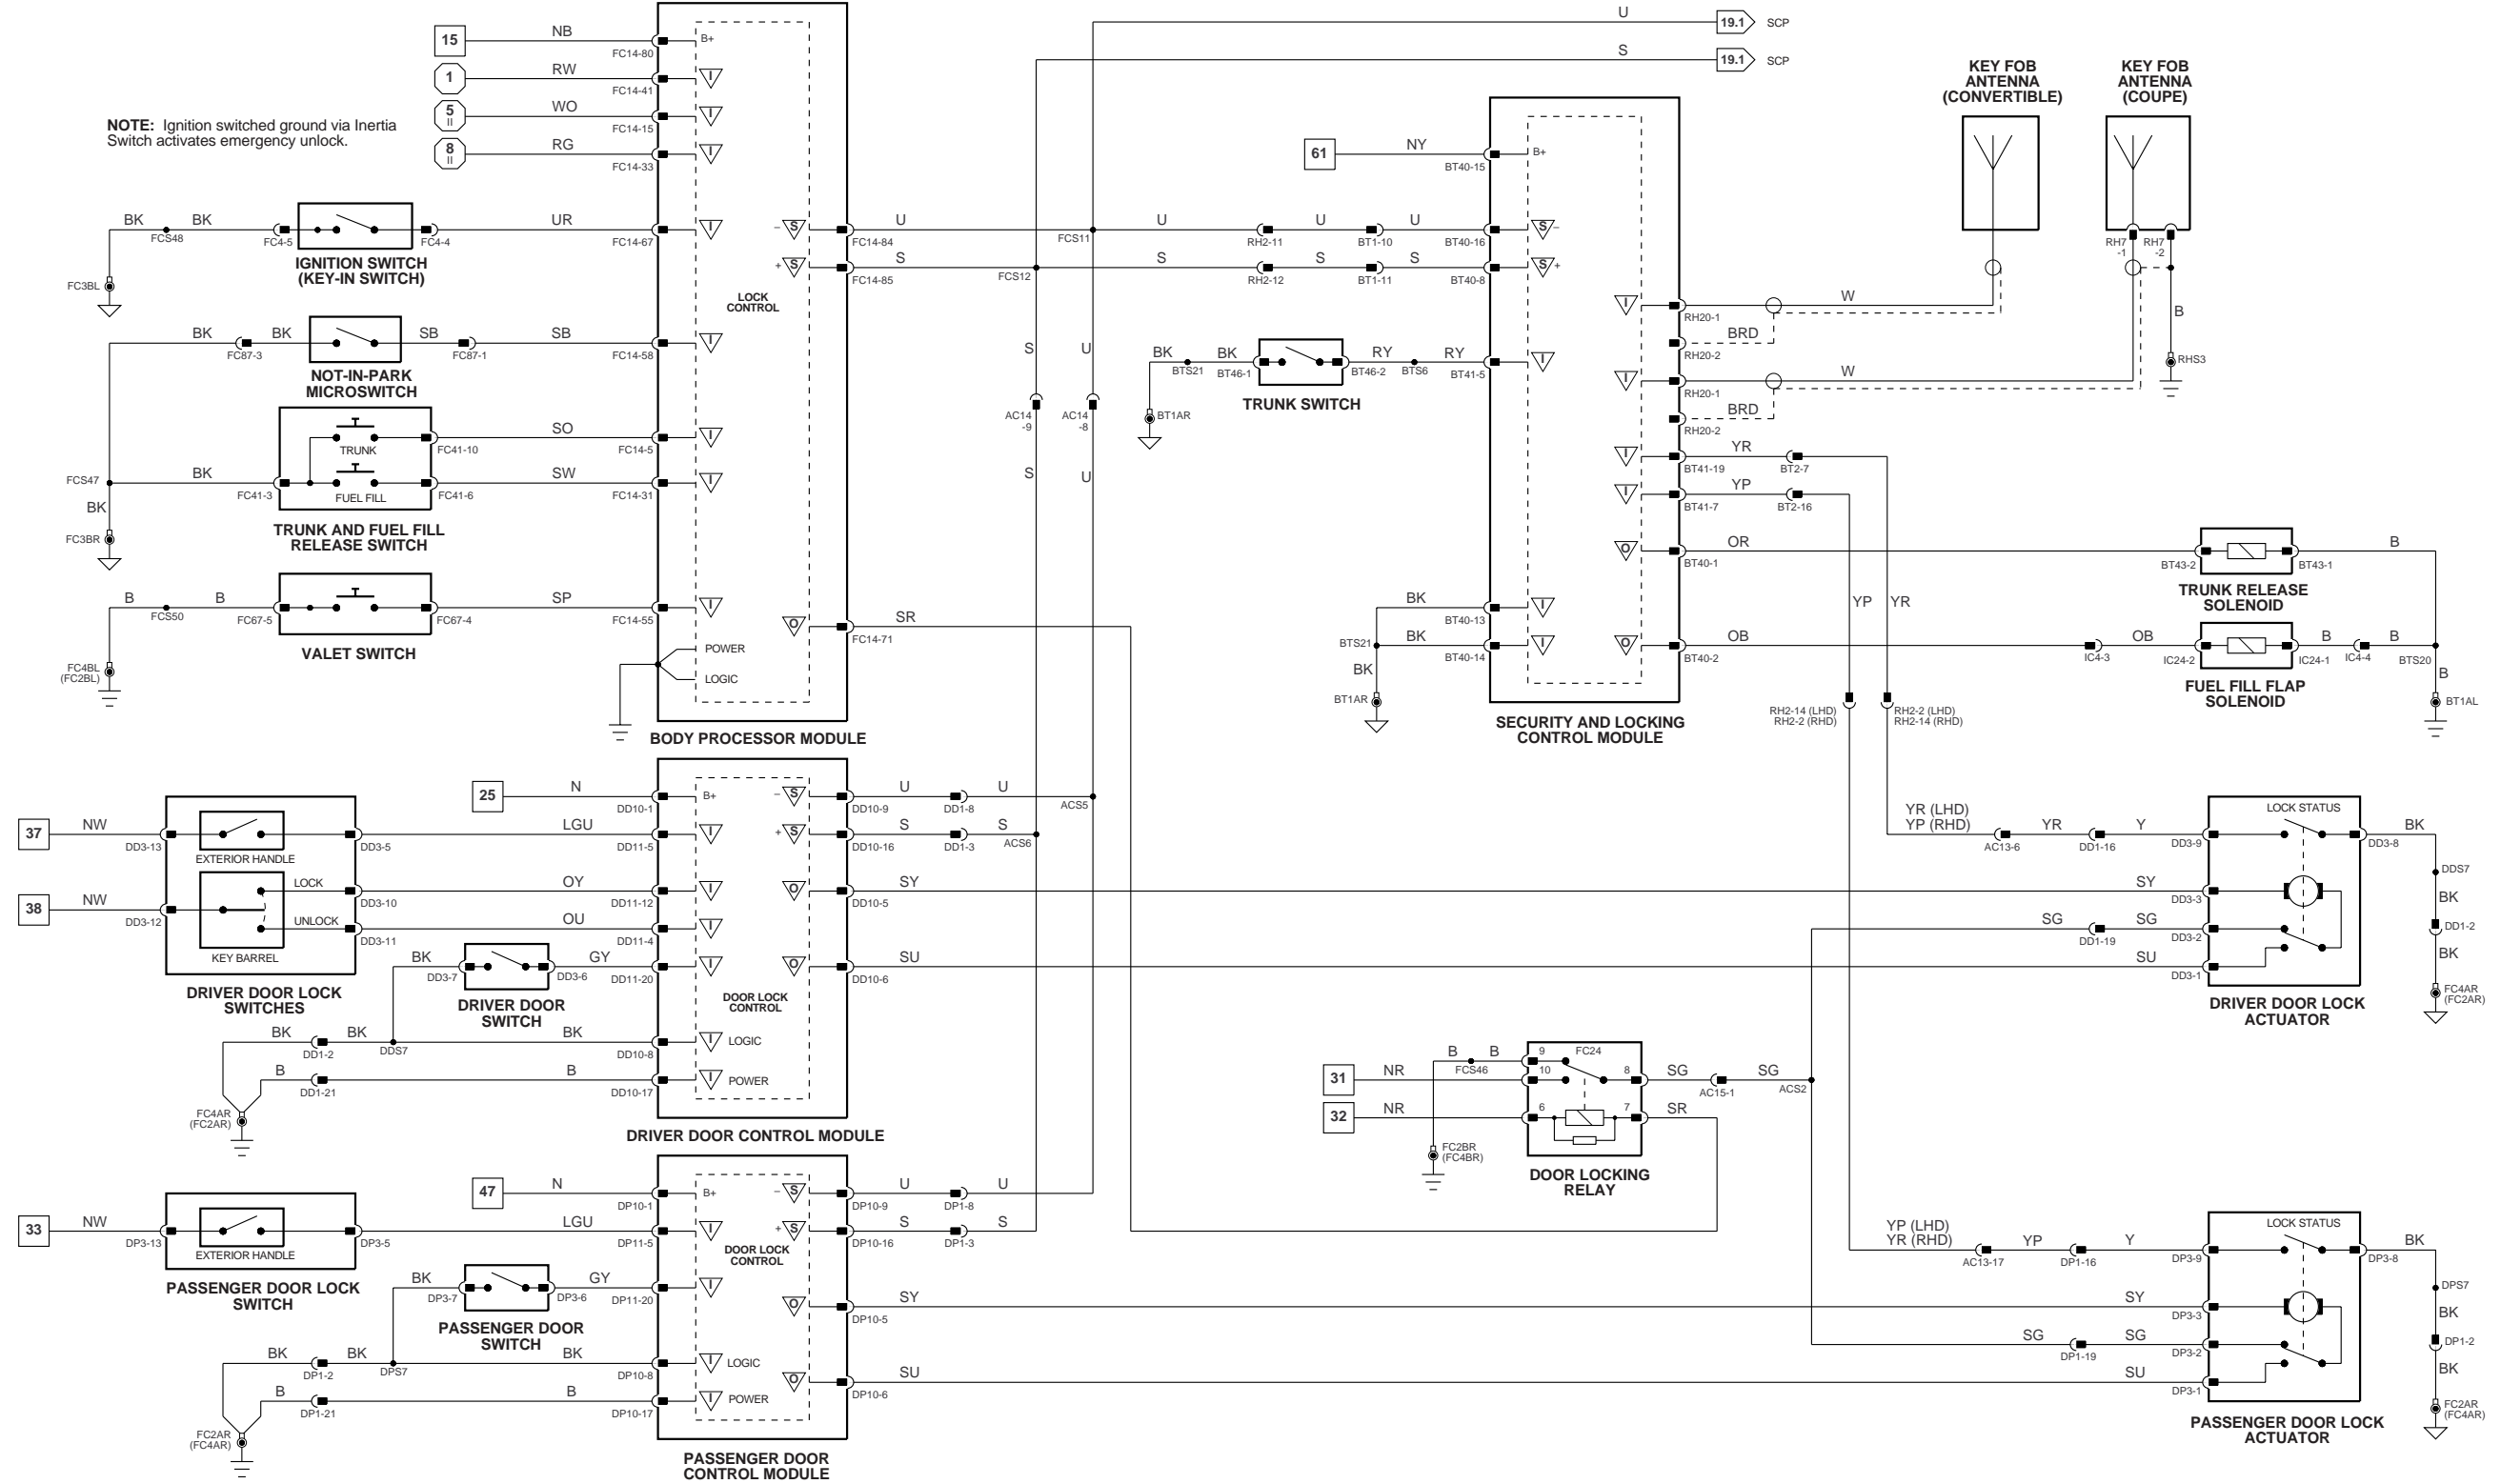 NOTE: Ignition switched ground via Inertia
Switch activates emergency unlock.
15
NB
FC14-80
B+
1
RW
FC14-41
5
II
WO
FC14-15
8
II
RG
FC14-33
BK
BK
FCS48
FC4-5
FC4-4
UR
FC14-67
IGNITION SWITCH
(KEY-IN SWITCH)
FC3BL
BK
BK
FC87-3
SB
FC87-1
SB
FC14-58
NOT-IN-PARK
MICROSWITCH
TRUNK
FC41-10
SO
FC14-5
FCS47
BK
FC41-3
FUEL FILL
FC41-6
SW
FC14-31
BK
FC3BR
TRUNK AND FUEL FILL
RELEASE SWITCH
B
B
FCS50
FC67-5
FC67-4
SP
FC14-55
VALET SWITCH
FC4BL
(FC2BL)
POWER
LOGIC
LOCK
CONTROL
– S
+ S
I
O
U
FC14-84
S
FC14-85
SR
FC14-71
BODY PROCESSOR MODULE
U
19.1
SCP
S
19.1
SCP
FCS11
FCS12
U
RH2-11
U
BT1-10
U
BT40-16
S
RH2-12
S
BT1-11
S
BT40-8
S
U
AC14
-9
AC14
-8
S
U
61
NY
BT40-15
B+
S –
S +
BK
BTS21
BK
BT46-1
BT46-2
RY
BTS6
RY
BT41-5
TRUNK SWITCH
BT1AR
BK
BT40-13
BTS21
BK
BT40-14
BK
BT1AR
SECURITY AND LOCKING
CONTROL MODULE
KEY FOB
ANTENNA
(CONVERTIBLE)
KEY FOB
ANTENNA
(COUPE)
RH7
-1
RH7
-2
B
RHS3
RH20-1
W
RH20-2
BRD
RH20-1
W
RH20-2
BRD
BT41-19
YR
BT2-7
BT41-7
YP
BT2-16
BT40-1
OR
BT43-2
BT43-1
B
TRUNK RELEASE
SOLENOID
BT40-2
OB
IC4-3
OB
IC24-2
IC24-1
B
IC4-4
B
BTS20
FUEL FILL FLAP
SOLENOID
B
BT1AL
YP
YR
RH2-14 (LHD)
RH2-2 (RHD)
RH2-2 (LHD)
RH2-14 (RHD)
37
NW
DD3-13
EXTERIOR HANDLE
DD3-5
LGU
DD11-5
38
NW
DD3-12
LOCK
DD3-10
OY
DD11-12
UNLOCK
DD3-11
OU
DD11-4
KEY BARREL
DRIVER DOOR LOCK
SWITCHES
25
N
DD10-1
B+
BK
DD3-7
DD3-6
GY
DD11-20
DRIVER DOOR
SWITCH
BK
DD1-2
BK
DDS7
BK
DD10-8
LOGIC
B
DD1-21
B
DD10-17
POWER
FC4AR
(FC2AR)
DOOR LOCK
CONTROL
DRIVER DOOR CONTROL MODULE
– S
U
DD10-9
DD1-8
U
ACS5
+ S
S
DD10-16
DD1-3
S
ACS6
SY
DD10-5
SU
DD10-6
YR (LHD)
YP (RHD)
AC13-6
YR
DD1-16
Y
DD3-9
LOCK STATUS
DD3-8
BK
DDS7
BK
DD1-2
BK
FC4AR
(FC2AR)
SY
DD3-3
SG
DD1-19
SG
DD3-2
SU
DD3-1
DRIVER DOOR LOCK
ACTUATOR
B
FCS46
B
9
FC24
31
NR
10
8
SG
AC15-1
SG
ACS2
32
NR
6
7
SR
FC2BR
(FC4BR)
DOOR LOCKING
RELAY
33
NW
DP3-13
EXTERIOR HANDLE
DP3-5
LGU
DP11-5
PASSENGER DOOR LOCK
SWITCH
47
N
DP10-1
B+
BK
DP3-7
DP3-6
GY
DP11-20
PASSENGER DOOR
SWITCH
BK
DP1-2
BK
DPS7
BK
DP10-8
LOGIC
B
DP1-21
B
DP10-17
POWER
FC2AR
(FC4AR)
DOOR LOCK
CONTROL
PASSENGER DOOR
CONTROL MODULE
– S
U
DP10-9
DP1-8
U
+ S
S
DP10-16
DP1-3
S
SY
DP10-5
SU
DP10-6
YP (LHD)
YR (RHD)
AC13-17
YP
DP1-16
Y
DP3-9
LOCK STATUS
DP3-8
BK
DPS7
BK
DP1-2
BK
FC2AR
(FC4AR)
SY
DP3-3
SG
DP1-19
SG
DP3-2
SU
DP3-1
PASSENGER DOOR LOCK
ACTUATOR